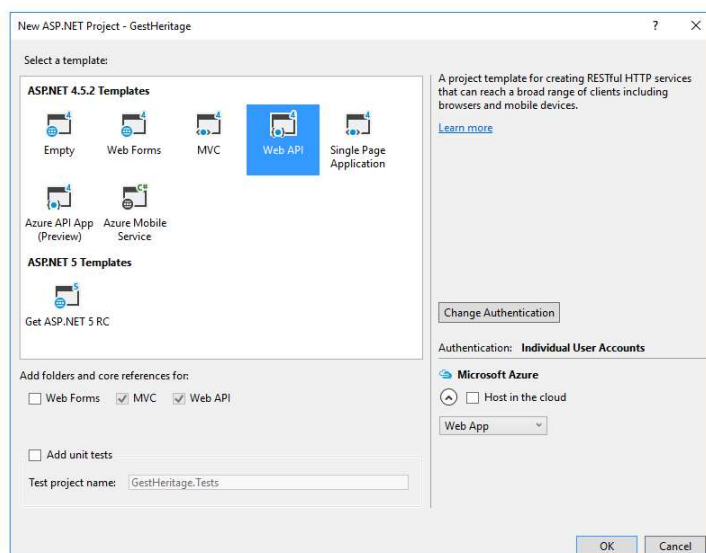 New ASP.NET Project - GestHeritage
? X
Select a template:
ASP.NET 4.5.2 Templates
Empty
Web Forms
MVC
Web API
Single Page
Application
Azure API App
(Preview)
Azure Mobile
Service
ASP.NET 5 Templates
Get ASP.NET 5 RC
A project template for creating RESTful HTTP services
that can reach a broad range of clients including
browsers and mobile devices.
Learn more
Change Authentication
Authentication: Individual User Accounts
Microsoft Azure
Host in the cloud
Web App
Add folders and core references for:
Web Forms MVC Web API
Add unit tests
Test project name: GestHeritage.Tests
OK Cancel